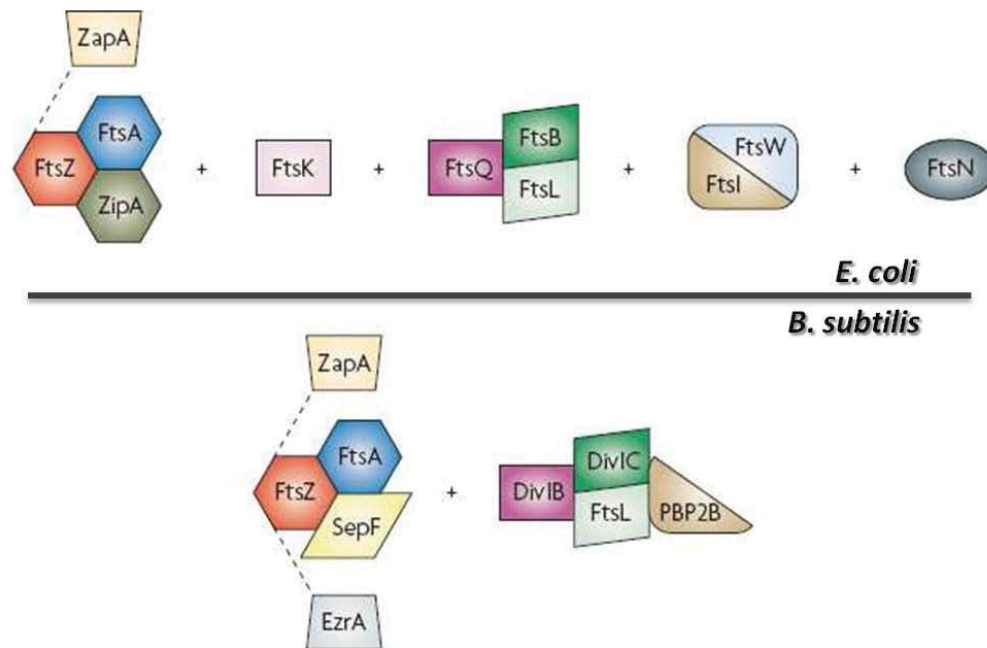 ZapA
FtsA
FtsZ
ZipA
+
FtsK
+
FtsQ
FtsB
FtsL
+
FtsW
FtsI
+
FtsN
E. coli
B. subtilis
ZapA
FtsA
FtsZ
SepF
EzrA
+
DivIB
DivIC
FtsL
PBP2B